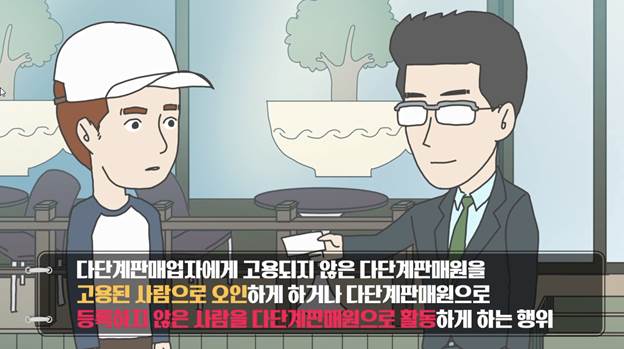 다단계판매업자에게 고용되지 않은 다단계판매원을
고용된 사람으로 오인하게 하거나 다단계판매원으로
등록하지 않은 사람을 다단계판매원으로 활동하게 하는 행위